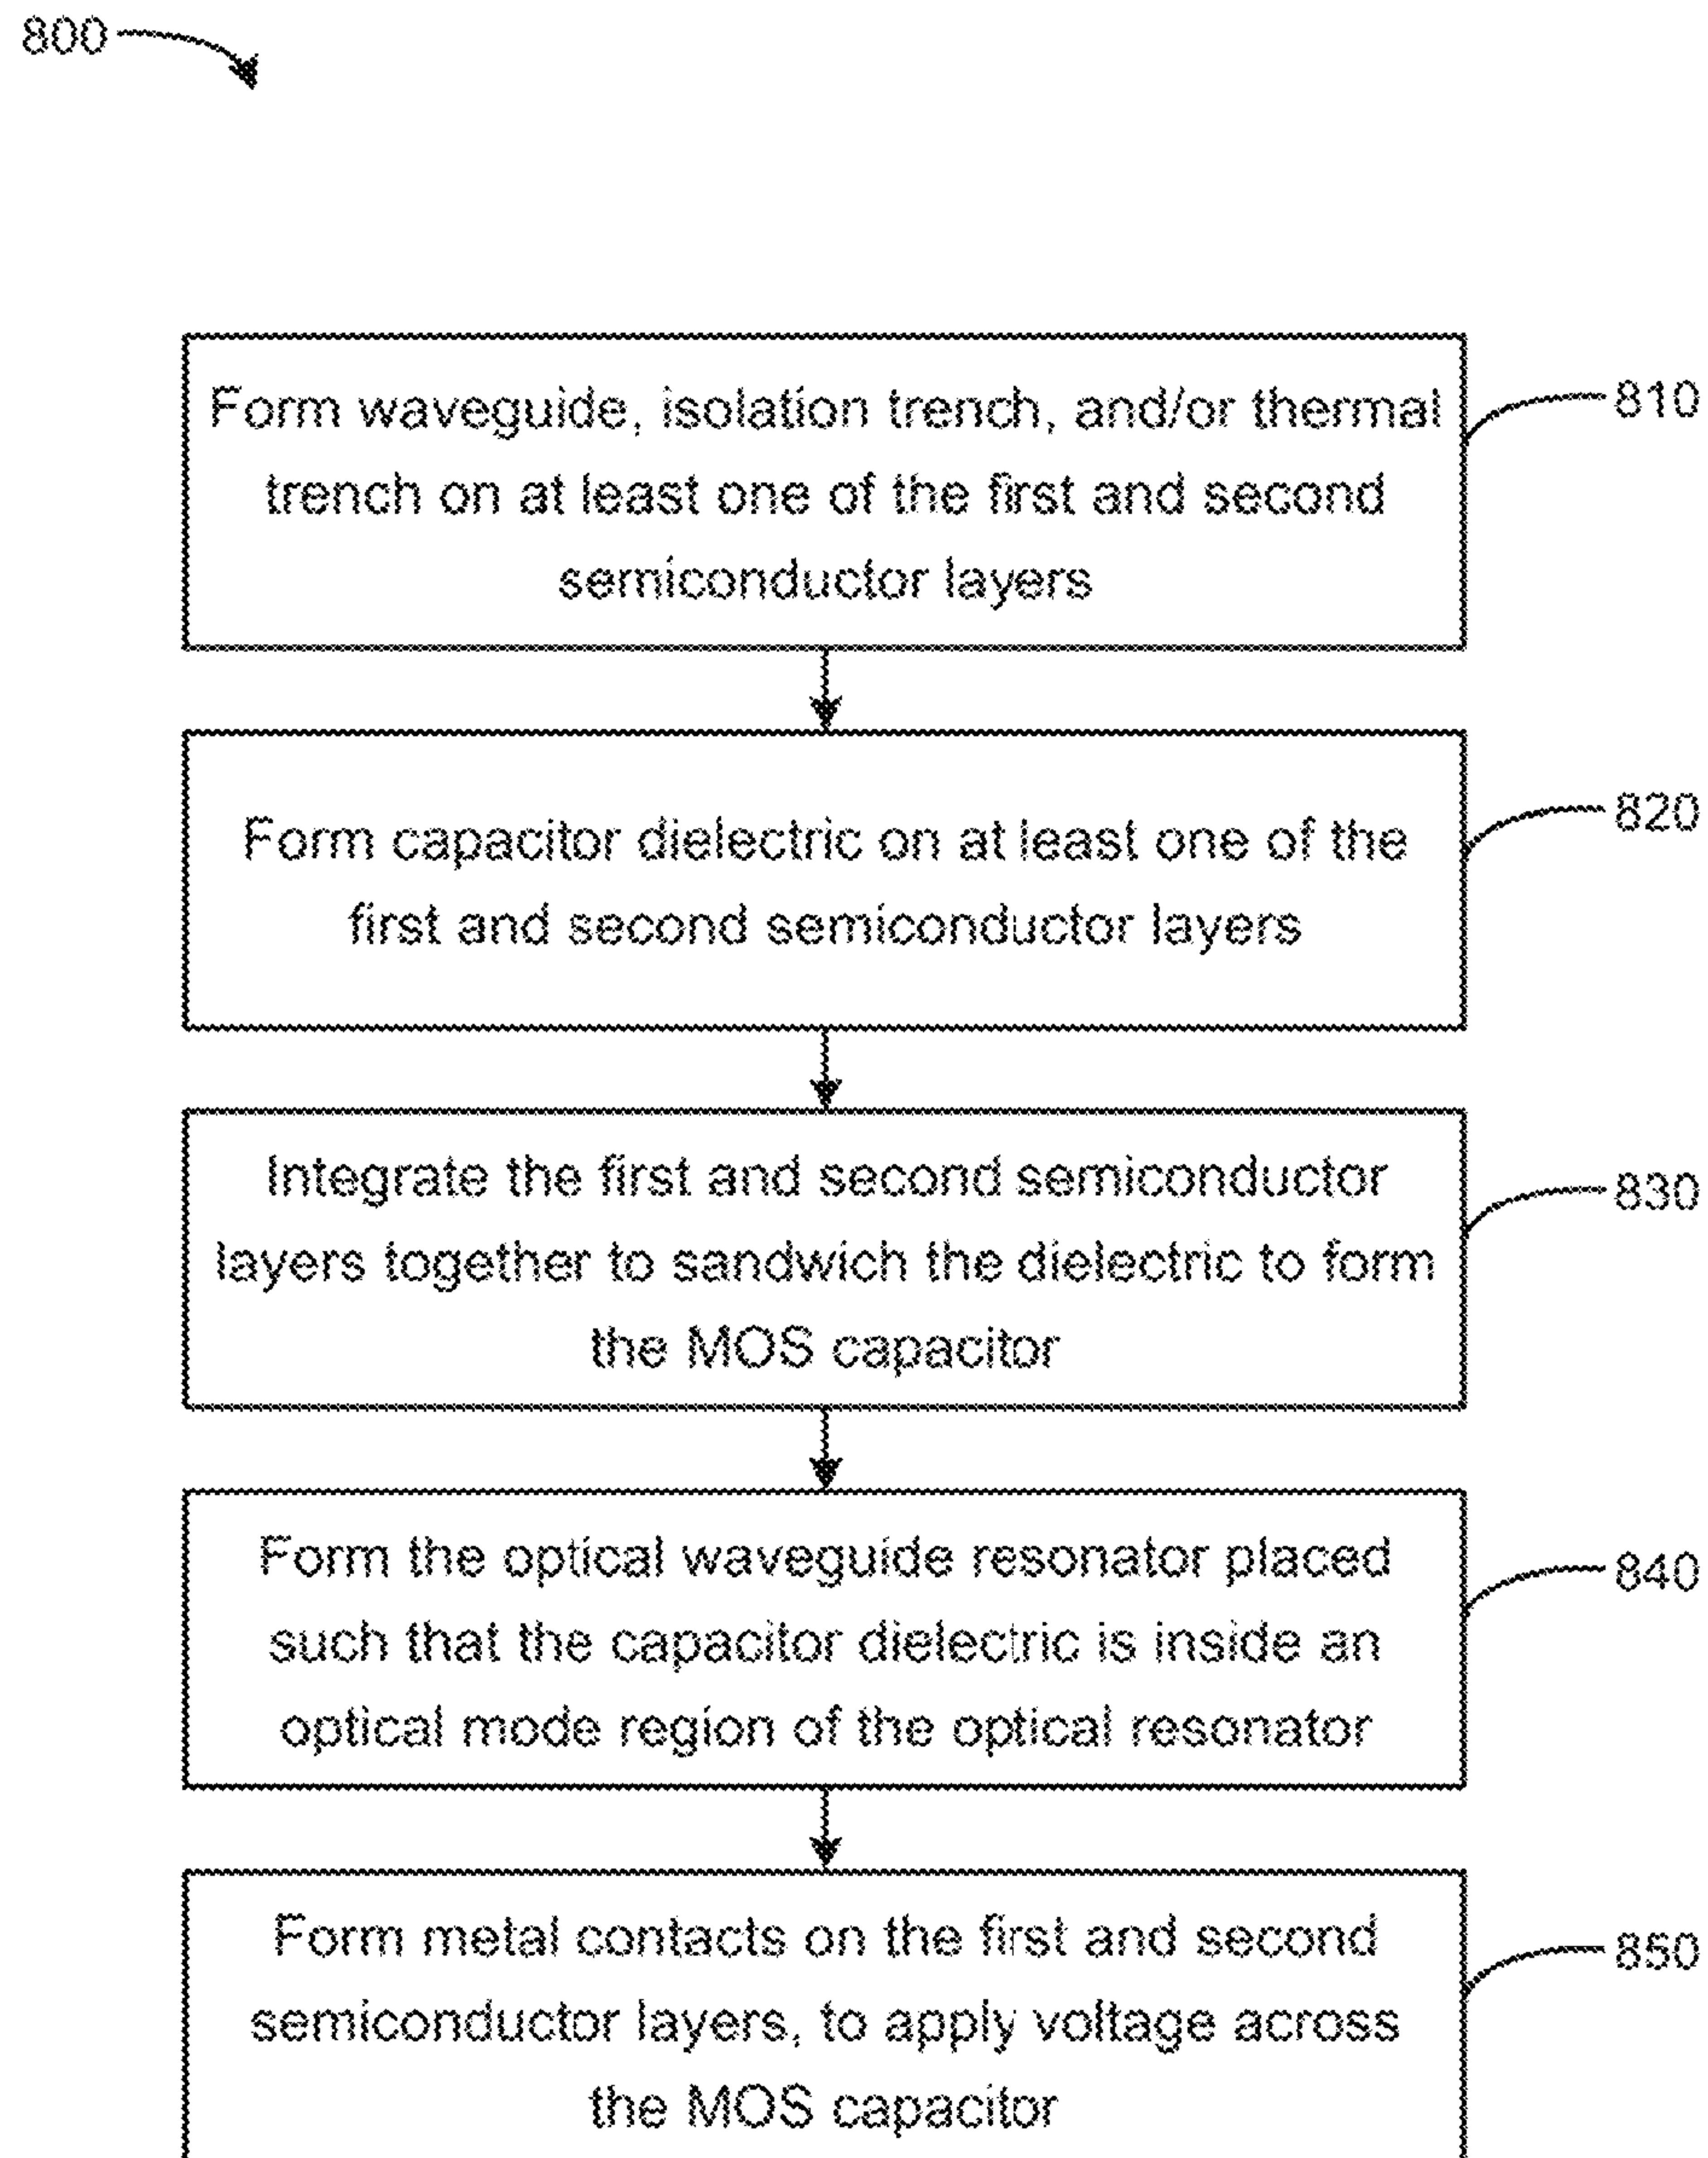 800
Form waveguide, isolation trench, and/or thermal
trench on at least one of the first and second
semiconductor layers
810
Form capacitor dielectric on at least one of the
first and second semiconductor layers
820
Integrate the first and second semiconductor
layers together to sandwich the dielectric to form
the MOS capacitor
830
Form the optical waveguide resonator placed
such that the capacitor dielectric is inside an
optical mode region of the optical resonator
840
Form metal contacts on the first and second
semiconductor layers, to apply voltage across
the MOS capacitor
850